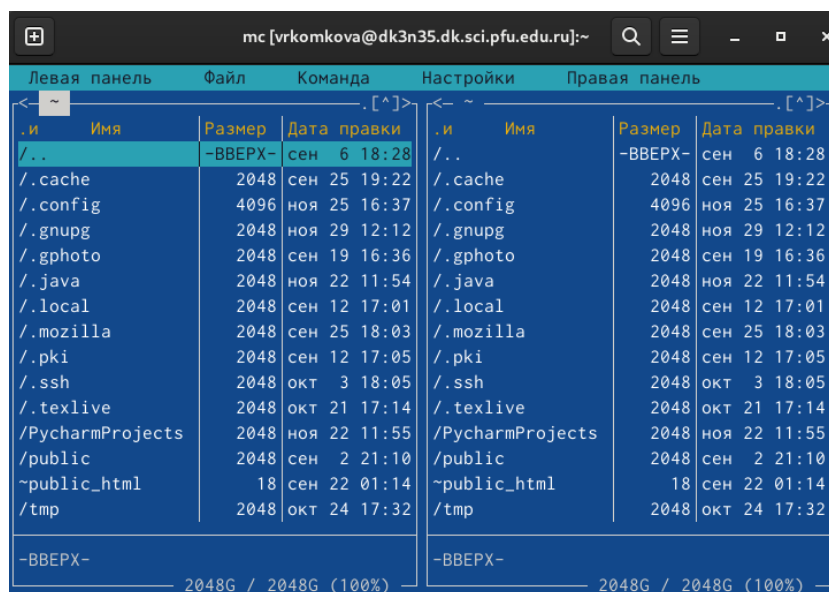 mc [vrkomkova@dk3n35.dk.sci.pfu.edu.ru]:~
Левая панель Файл Команда Настройки Правая панель
<− ~ .[^]> <− ~ .[^]>
.и Имя Размер Дата правки .и Имя Размер Дата правки
/.. -ВВЕРХ- сен 6 18:28 /.. -ВВЕРХ- сен 6 18:28
/.cache 2048 сен 25 19:22 /.cache 2048 сен 25 19:22
/.config 4096 ноя 25 16:37 /.config 4096 ноя 25 16:37
/.gnupg 2048 ноя 29 12:12 /.gnupg 2048 ноя 29 12:12
/.gphoto 2048 сен 19 16:36 /.gphoto 2048 сен 19 16:36
/.java 2048 ноя 22 11:54 /.java 2048 ноя 22 11:54
/.local 2048 сен 12 17:01 /.local 2048 сен 12 17:01
/.mozilla 2048 сен 25 18:03 /.mozilla 2048 сен 25 18:03
/.pki 2048 сен 12 17:05 /.pki 2048 сен 12 17:05
/.ssh 2048 окт 3 18:05 /.ssh 2048 окт 3 18:05
/.texlive 2048 окт 21 17:14 /.texlive 2048 окт 21 17:14
/PycharmProjects 2048 ноя 22 11:55 /PycharmProjects 2048 ноя 22 11:55
/public 2048 сен 2 21:10 /public 2048 сен 2 21:10
~public_html 18 сен 22 01:14 ~public_html 18 сен 22 01:14
/tmp 2048 окт 24 17:32 /tmp 2048 окт 24 17:32
-ВВЕРХ- -ВВЕРХ-
2048G / 2048G (100%) 2048G / 2048G (100%)